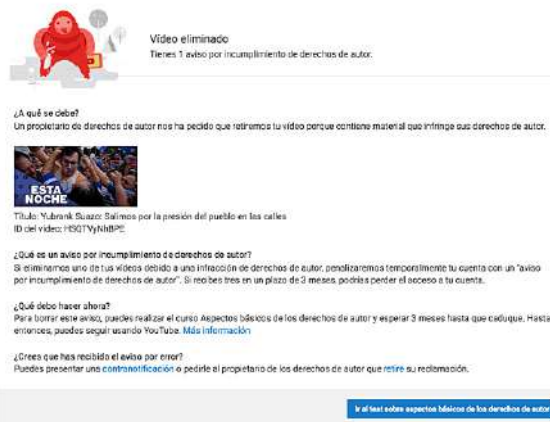 Vídeo eliminado
Tienes 1 aviso por incumplimiento de derechos de autor.
¿A qué se debe?
Un propietario de derechos de autor nos ha pedido que retiremos tu vídeo porque contiene material que infringe sus derechos de autor.
ESTA
NOCHE
Título: Yubrank Suazo: Salimos por la presión del pueblo en las calles
ID del vídeo: HSQTVyNhBPE
¿Qué es un aviso por incumplimiento de derechos de autor?
Si eliminamos uno de tus vídeos debido a una infracción de derechos de autor, penalizaremos temporalmente tu cuenta con un "aviso
por incumplimiento de derechos de autor". Si recibes tres en un plazo de 3 meses, podrías perder el acceso a tu cuenta.
¿Qué debo hacer ahora?
Para borrar este aviso, puedes realizar el curso Aspectos básicos de los derechos de autor y esperar 3 meses hasta que caduque. Hasta
entonces, puedes seguir usando YouTube. Más información
¿Crees que has recibido el aviso por error?
Puedes presentar una contranotificación o pedirle al propietario de los derechos de autor que retire su reclamación.
Ir al test sobre aspectos básicos de los derechos de autor